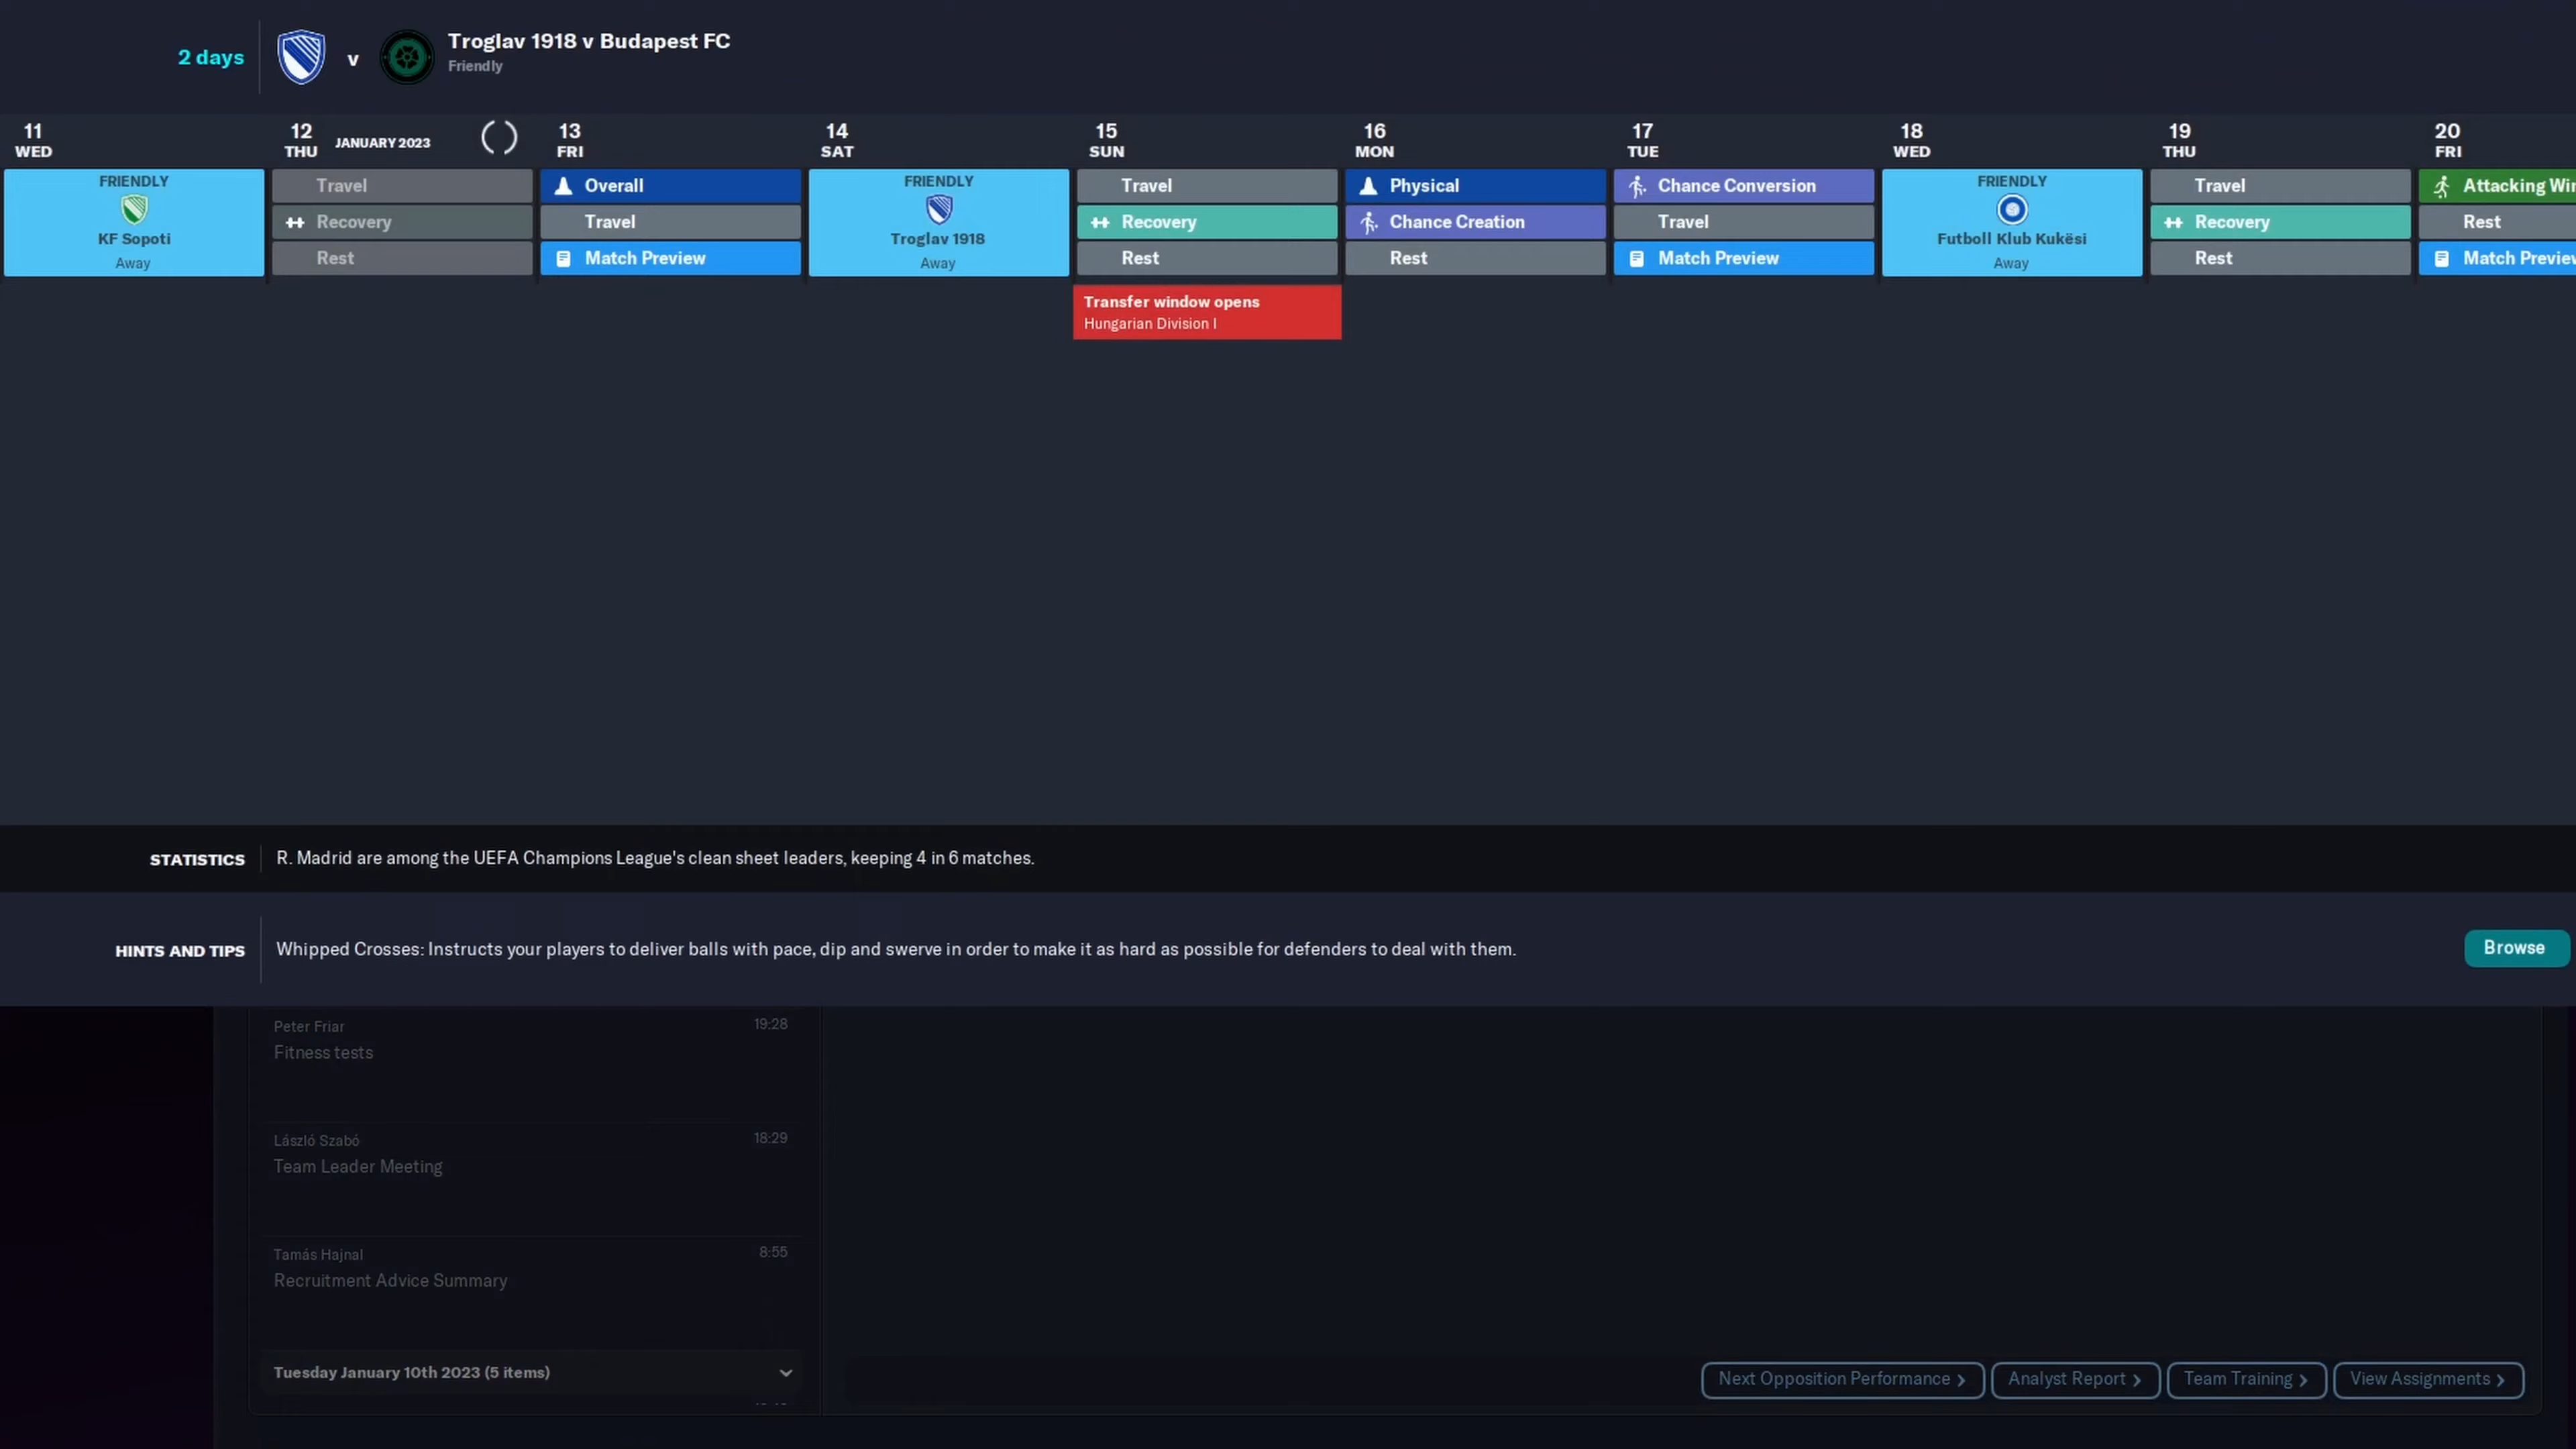 2 days
v
Troglav 1918 v Budapest FC
Friendly
11
WED
12
THU
JANUARY 2023
13
FRI
14
SAT
15
SUN
16
MON
17
TUE
18
WED
19
THU
20
FRI
FRIENDLY
KF Sopoti
Away
Travel
Recovery
Rest
Overall
Travel
Match Preview
FRIENDLY
Troglav 1918
Away
Travel
Recovery
Rest
Transfer window opens
Hungarian Division I
Physical
Chance Creation
Rest
Chance Conversion
Travel
Match Preview
FRIENDLY
Futboll Klub Kukësi
Away
Travel
Recovery
Rest
Attacking
Rest
Match
STATISTICS
R. Madrid are among the UEFA Champions League's clean sheet leaders, keeping 4 in 6 matches.
HINTS AND TIPS
Whipped Crosses: Instructs your players to deliver balls with pace, dip and swerve in order to make it as hard as possible for defenders to deal with them.
Browse
Peter Friar
19:28
Fitness tests
László Szabó
18:29
Team Leader Meeting
Tamás Hajnal
8:55
Recruitment Advice Summary
Tuesday January 10th 2023 (5 items)
Next Opposition Performance
Analyst Report
Team Training
View Assignments